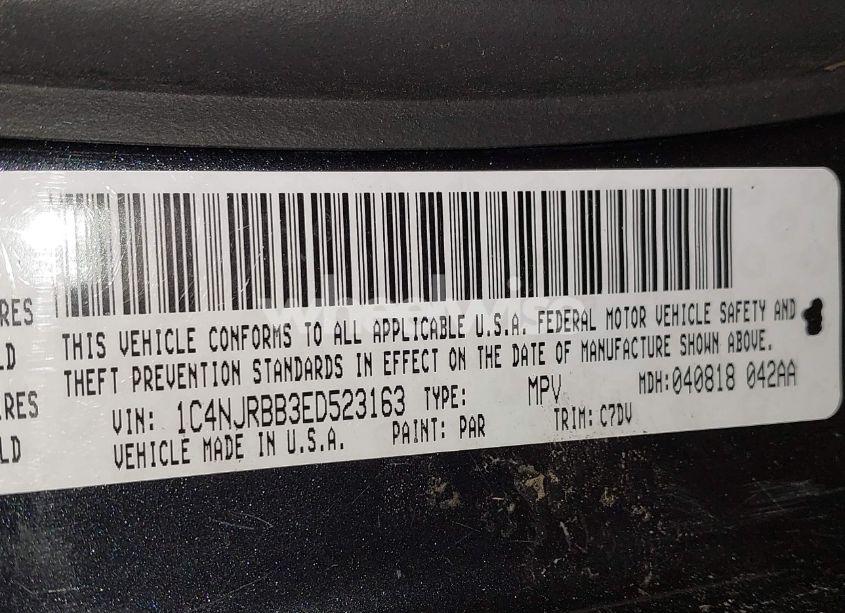 RES
LD
RES
LD
THIS VEHICLE CONFORMS TO ALL APPLICABLE U.S.A. FEDERAL MOTOR VEHICLE SAFETY AND
THEFT PREVENTION STANDARDS IN EFFECT ON THE DATE OF MANUFACTURE SHOWN ABOVE.
VIN: 1C4NJRBB3ED523163 TYPE: MPV MDH:040818 042AA
VEHICLE MADE IN U.S.A. PAINT: PAR TRIM: C7DV
wheelwise